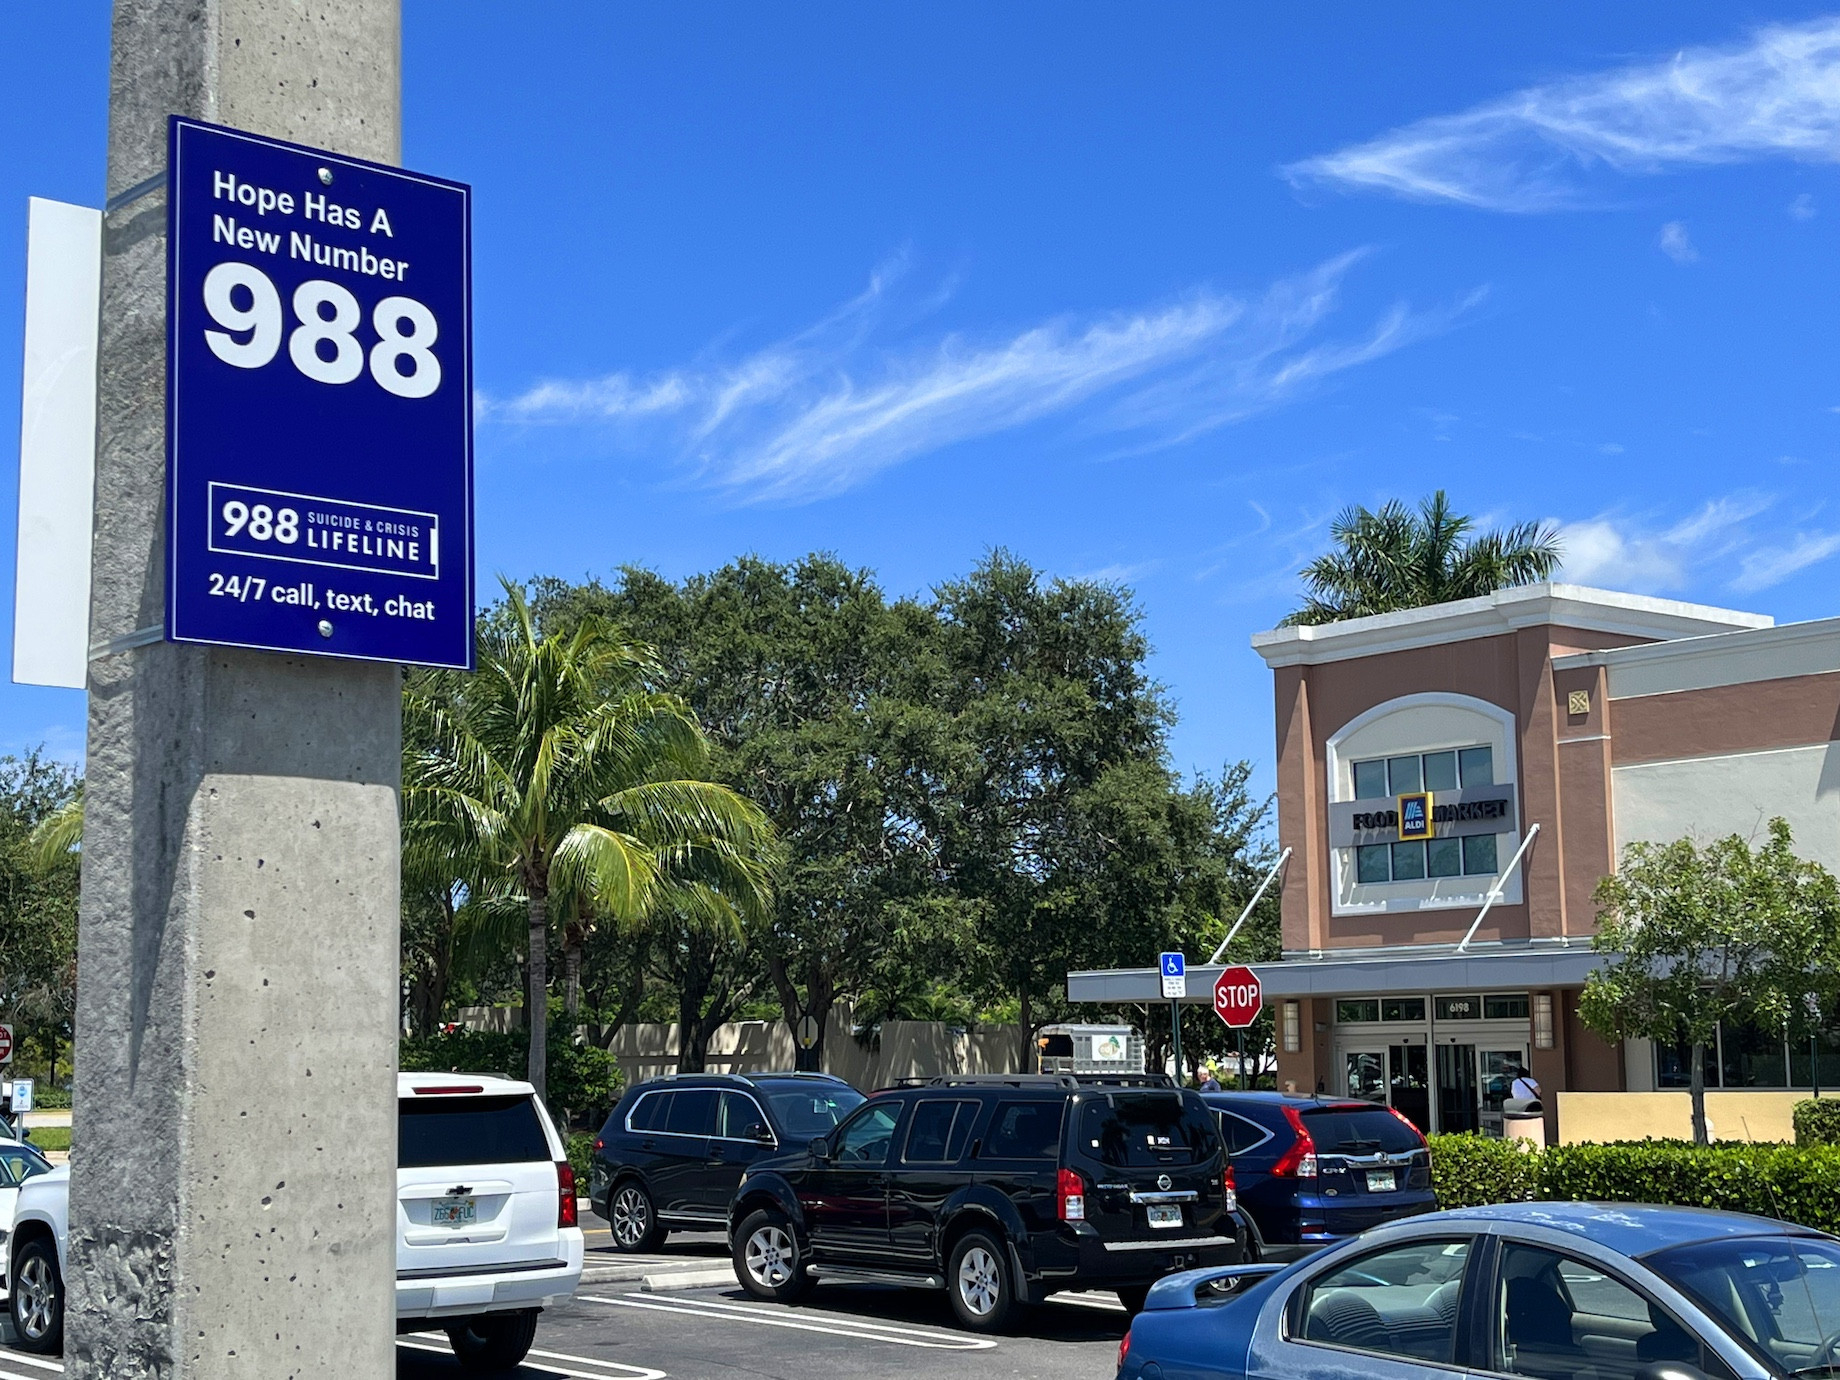 Hope Has A
New Number
988
988 SUICIDE & CRISIS
LIFELINE
24/7 call, text, chat
FOOD ALDI MARKET
STOP
6198
CR-V